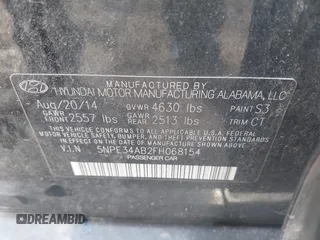 MANUFACTURED BY
HYUNDAI MOTOR MANUFACTURING ALABAMA, LLC
Aug/20/14 GVWR 4630 lbs PAINT S3
GAWR FRONT 2557 lbs GAWR REAR 2513 lbs TRIM CT
THIS VEHICLE CONFORMS TO ALL APPLICABLE U.S. FEDERAL MOTOR
VEHICLE SAFETY, BUMPER, AND THEFT PREVENTION STANDARDS
IN EFFECT ON THE DATE OF MANUFACTURE SHOWN ABOVE.
V.I.N 5NPE34AB2FH068154
PASSENGER CAR
AUTOHELPERBOT.COM